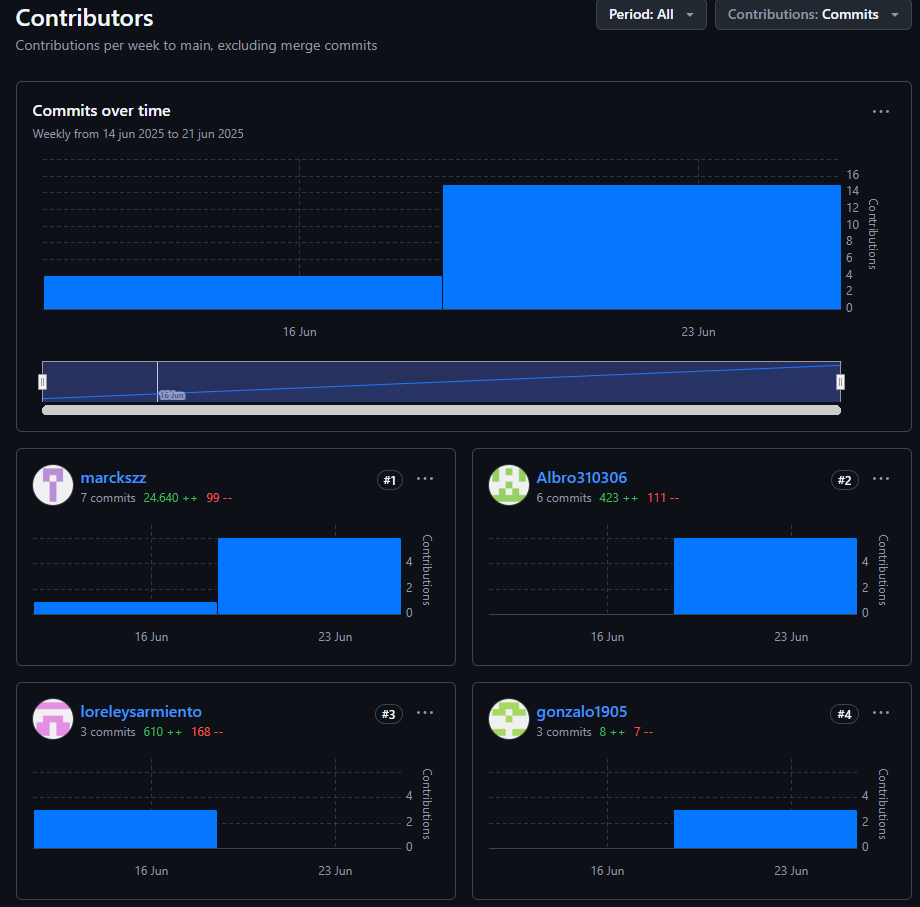 Contributors
Period: All
Contributions: Commits
Contributions per week to main, excluding merge commits
Commits over time
Weekly from 14 jun 2025 to 21 jun 2025
16
14
12
10
8
6
4
2
0
Contributions
16 Jun
23 Jun
16 Jun
marckszz
#1
7 commits 24.640 ++ 99 --
4
2
0
Contributions
16 Jun
23 Jun
Albro310306
#2
6 commits 423 ++ 111 --
4
2
0
Contributions
16 Jun
23 Jun
loreleysarmiento
#3
3 commits 610 ++ 168 --
4
2
0
Contributions
16 Jun
23 Jun
gonzalo1905
#4
3 commits 8 ++ 7 --
4
2
0
Contributions
16 Jun
23 Jun